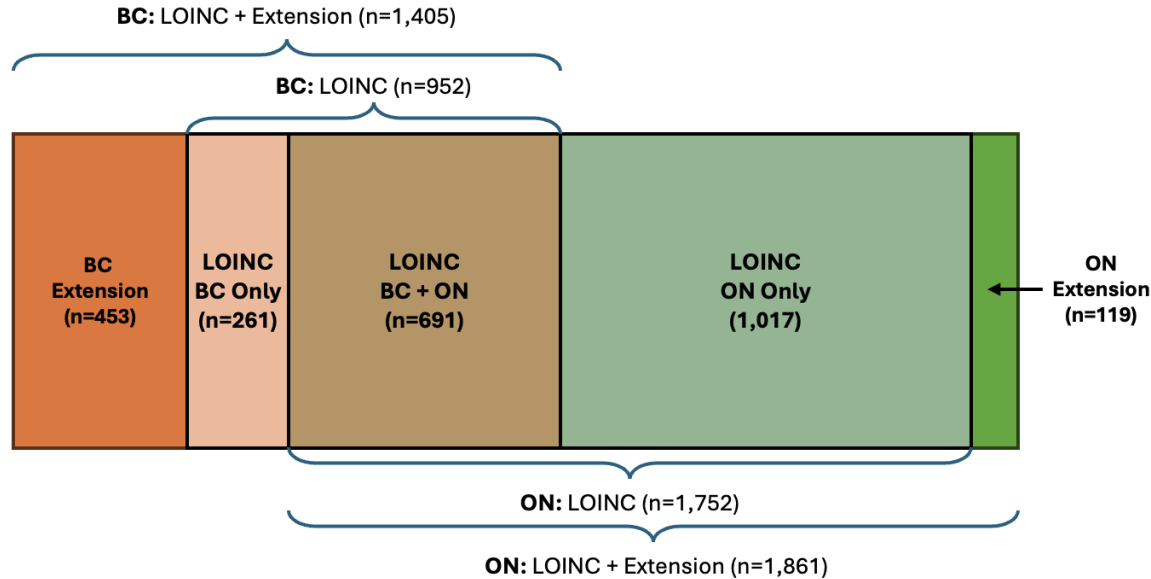 BC: LOINC + Extension (n=1,405)
BC: LOINC (n=952)
BC
Extension
(n=453)
LOINC
BC Only
(n=261)
LOINC
BC + ON
(n=691)
LOINC
ON Only
(1,017)
ON
Extension
(n=119)
ON: LOINC (n=1,752)
ON: LOINC + Extension (n=1,861)